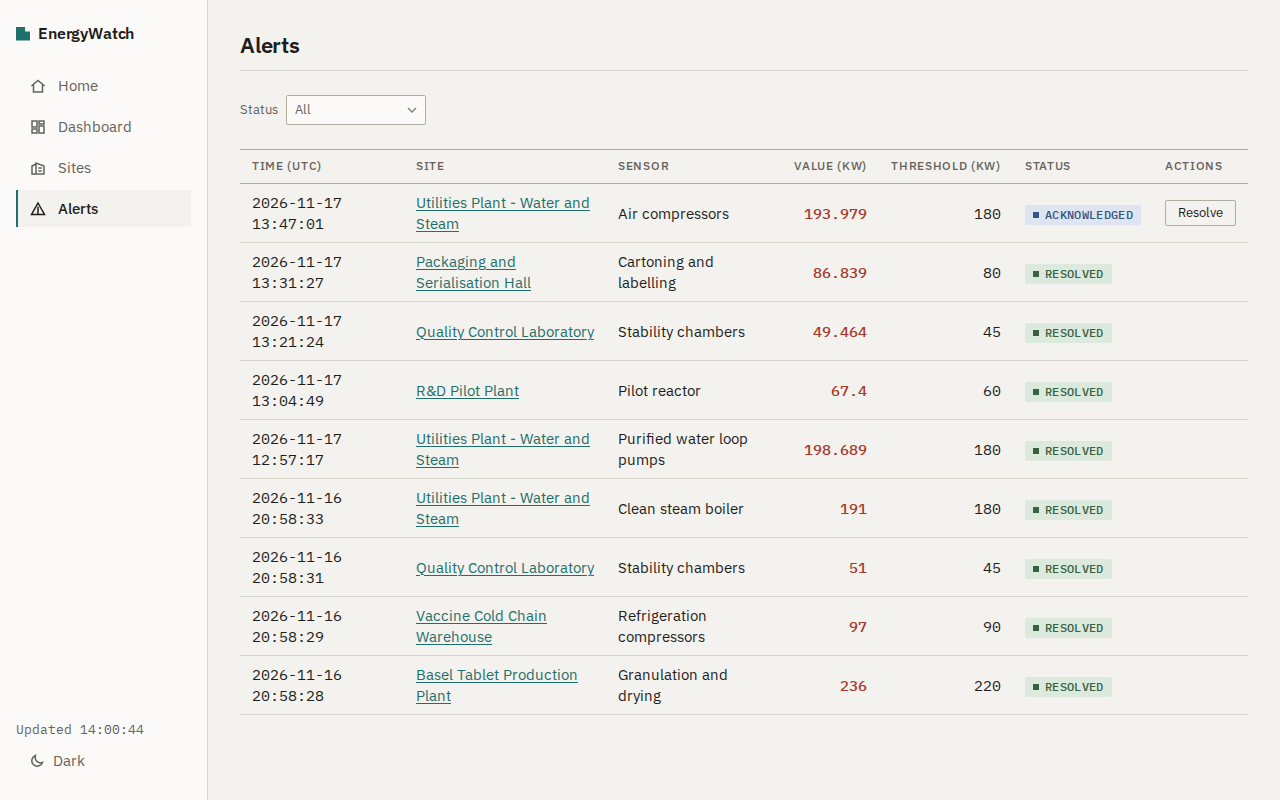 EnergyWatch
Home
Dashboard
Sites
Alerts
Updated 14:00:44
Dark
Alerts
Status All
TIME (UTC) SITE SENSOR VALUE (KW) THRESHOLD (KW) STATUS ACTIONS
2026-11-17 13:47:01 Utilities Plant - Water and Steam Air compressors 193.979 180 ACKNOWLEDGED Resolve
2026-11-17 13:31:27 Packaging and Serialisation Hall Cartoning and labelling 86.839 80 RESOLVED
2026-11-17 13:21:24 Quality Control Laboratory Stability chambers 49.464 45 RESOLVED
2026-11-17 13:04:49 R&D Pilot Plant Pilot reactor 67.4 60 RESOLVED
2026-11-17 12:57:17 Utilities Plant - Water and Steam Purified water loop pumps 198.689 180 RESOLVED
2026-11-16 20:58:33 Utilities Plant - Water and Steam Clean steam boiler 191 180 RESOLVED
2026-11-16 20:58:31 Quality Control Laboratory Stability chambers 51 45 RESOLVED
2026-11-16 20:58:29 Vaccine Cold Chain Warehouse Refrigeration compressors 97 90 RESOLVED
2026-11-16 20:58:28 Basel Tablet Production Plant Granulation and drying 236 220 RESOLVED